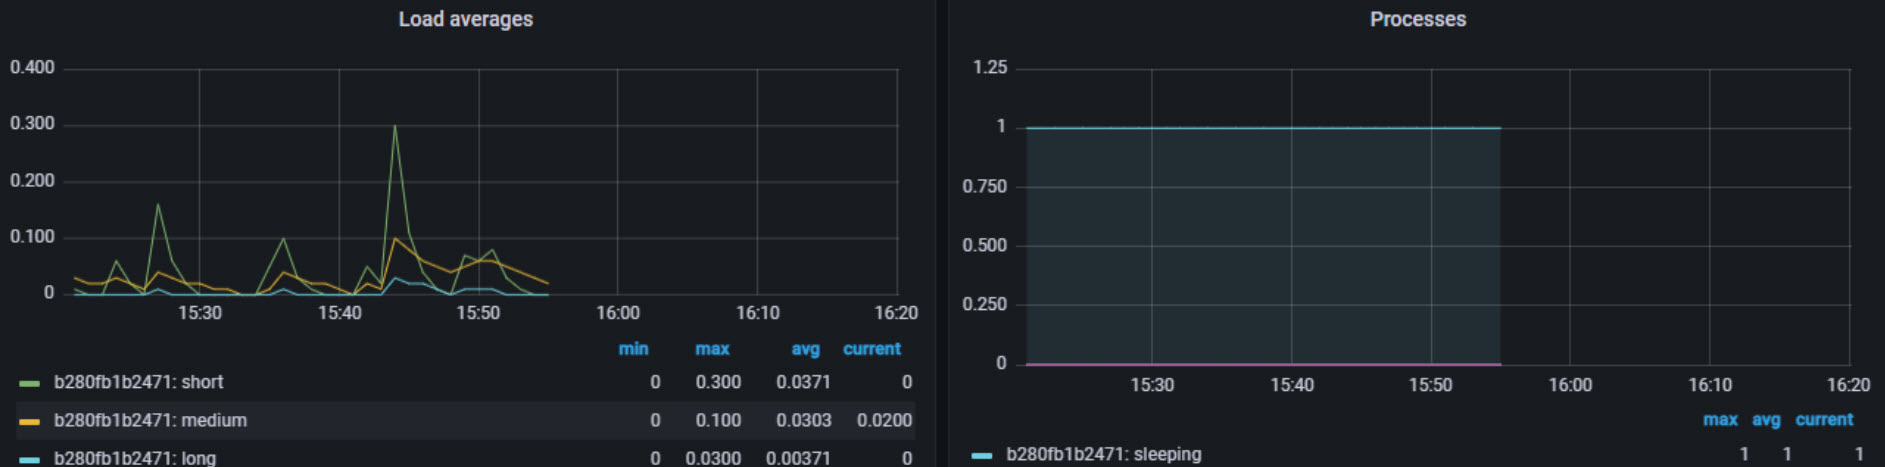 Load averages
0.400
0.300
0.200
0.100
0
15:30 15:40 15:50 16:00 16:10 16:20
min max avg current
b280fb1b2471: short 0 0.300 0.0371 0
b280fb1b2471: medium 0 0.100 0.0303 0.0200
b280fb1b2471: long 0 0.0300 0.00371 0
Processes
1.25
1
0.750
0.500
0.250
0
15:30 15:40 15:50 16:00 16:10 16:20
max avg current
b280fb1b2471: sleeping 1 1 1